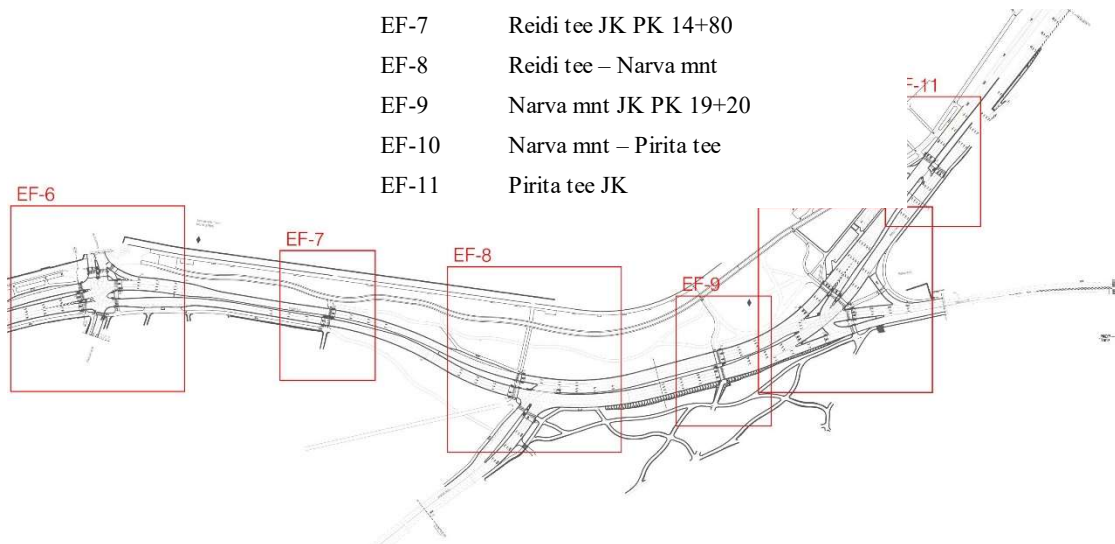 EF-7 Reidi tee JK PK 14+80
EF-8 Reidi tee – Narva mnt
EF-9 Narva mnt JK PK 19+20
EF-10 Narva mnt – Pirita tee
EF-11 Pirita tee JK
EF-6
EF-7
EF-8
EF-9
F-11